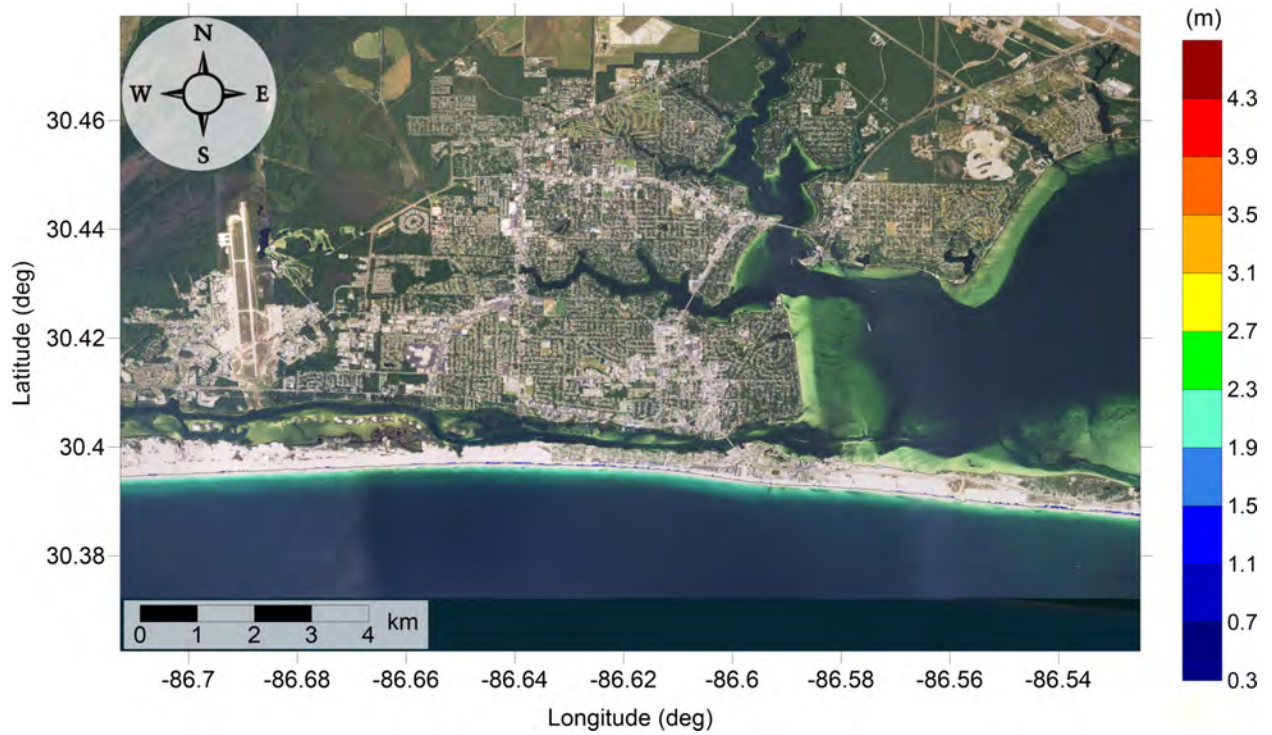 (m)
N
W E
S
4.3
3.9
3.5
3.1
2.7
2.3
1.9
1.5
1.1
0.7
0.3
Latitude (deg)
30.46
30.44
30.42
30.4
30.38
0 1 2 3 4 km
-86.7 -86.68 -86.66 -86.64 -86.62 -86.6 -86.58 -86.56 -86.54
Longitude (deg)